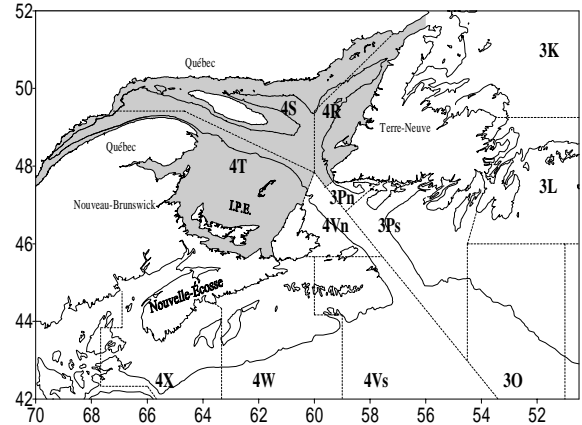 52
Québec
3K
50
4S
4R
Terre-Neuve
Québec
48
4T
3L
3Pn
Nouveau-Brunswick
I.P.E.
4Vn
3Ps
46
Nouvelle-Ecosse
44
4X
4W
4Vs
3O
42
70
68
66
64
62
60
58
56
54
52